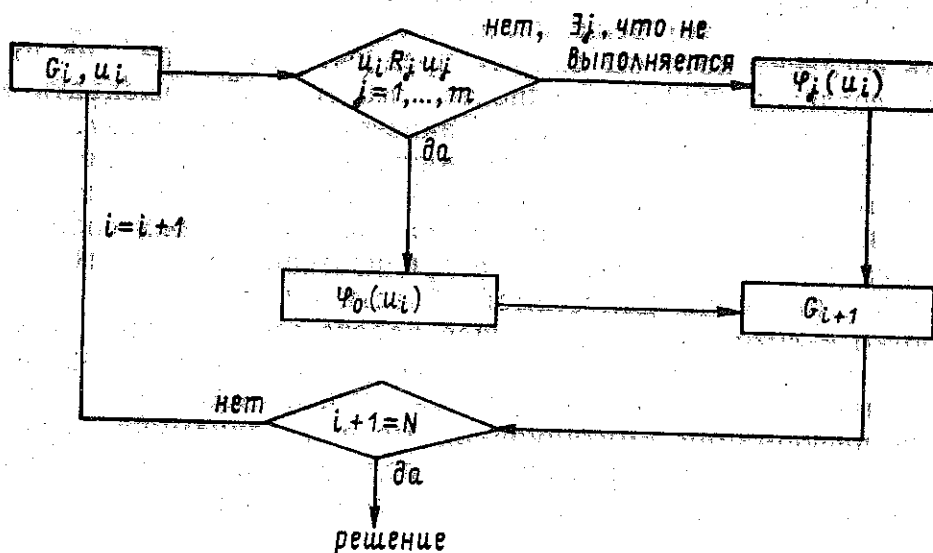 нет, ∃j, что не
выполняется
G_i, u_i
u_i R_j u_j
j=1,...,m
φ_j(u_i)
да
i=i+1
φ_0(u_i)
G_{i+1}
нет
i+1=N
да
решение